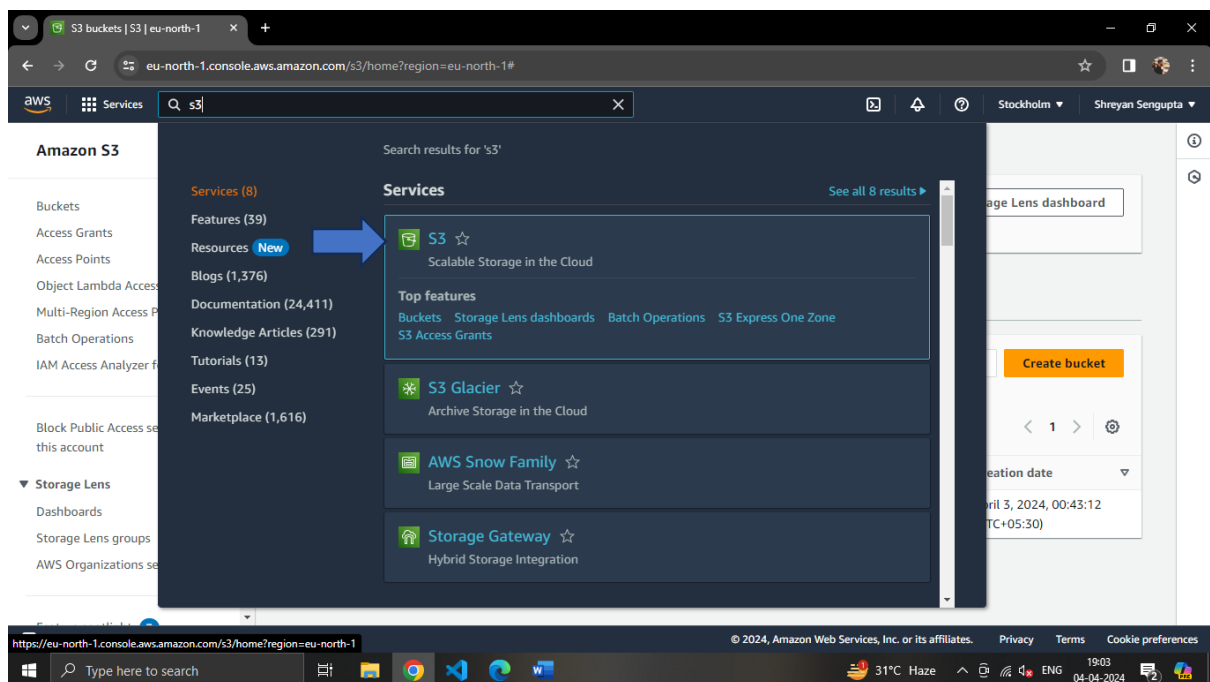 S3 buckets | S3 | eu-north-1
eu-north-1.console.aws.amazon.com/s3/home?region=eu-north-1#
aws
Services
s3
Stockholm
Shreyan Sengupta
Amazon S3
Buckets
Access Grants
Access Points
Object Lambda Access
Multi-Region Access P
Batch Operations
IAM Access Analyzer f
Block Public Access se
this account
Storage Lens
Dashboards
Storage Lens groups
AWS Organizations se
Search results for 's3'
Services (8)
Features (39)
Resources New
Blogs (1,376)
Documentation (24,411)
Knowledge Articles (291)
Tutorials (13)
Events (25)
Marketplace (1,616)
Services
See all 8 results
S3
Scalable Storage in the Cloud
Top features
Buckets Storage Lens dashboards Batch Operations S3 Express One Zone
S3 Access Grants
S3 Glacier
Archive Storage in the Cloud
AWS Snow Family
Large Scale Data Transport
Storage Gateway
Hybrid Storage Integration
age Lens dashboard
Create bucket
1
eation date
ril 3, 2024, 00:43:12
TC+05:30)
https://eu-north-1.console.aws.amazon.com/s3/home?region=eu-north-1
© 2024, Amazon Web Services, Inc. or its affiliates.
Privacy
Terms
Cookie preferences
Type here to search
31°C Haze
ENG
19:03
04-04-2024
2